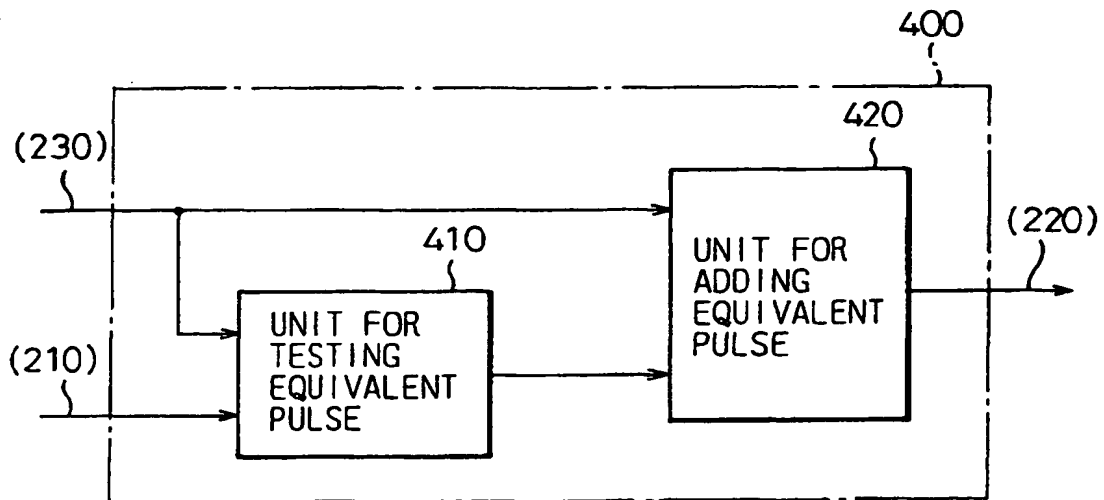 400
420
(230)
410
(220)
UNIT FOR
ADDING
EQUIVALENT
PULSE
UNIT FOR
TESTING
EQUIVALENT
PULSE
(210)